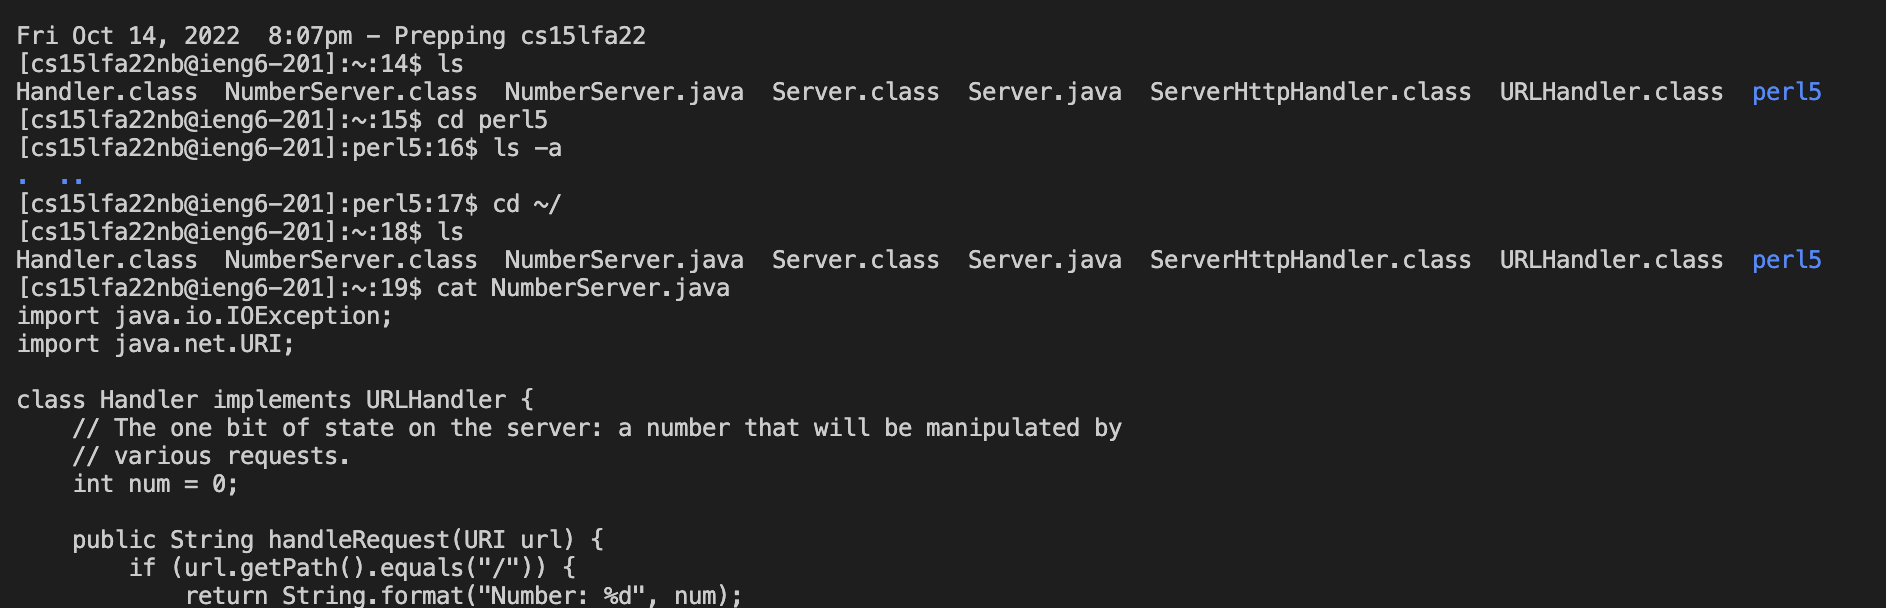 Fri Oct 14, 2022  8:07pm - Prepping cs15lfa22
[cs15lfa22nb@ieng6-201]:~:14$ ls
Handler.class  NumberServer.class  NumberServer.java  Server.class  Server.java  ServerHttpHandler.class  URLHandler.class  perl5
[cs15lfa22nb@ieng6-201]:~:15$ cd perl5
[cs15lfa22nb@ieng6-201]:perl5:16$ ls -a
.  ..
[cs15lfa22nb@ieng6-201]:perl5:17$ cd ~/
[cs15lfa22nb@ieng6-201]:~:18$ ls
Handler.class  NumberServer.class  NumberServer.java  Server.class  Server.java  ServerHttpHandler.class  URLHandler.class  perl5
[cs15lfa22nb@ieng6-201]:~:19$ cat NumberServer.java
import java.io.IOException;
import java.net.URI;

class Handler implements URLHandler {
    // The one bit of state on the server: a number that will be manipulated by
    // various requests.
    int num = 0;

    public String handleRequest(URI url) {
        if (url.getPath().equals("/")) {
            return String.format("Number: %d", num);